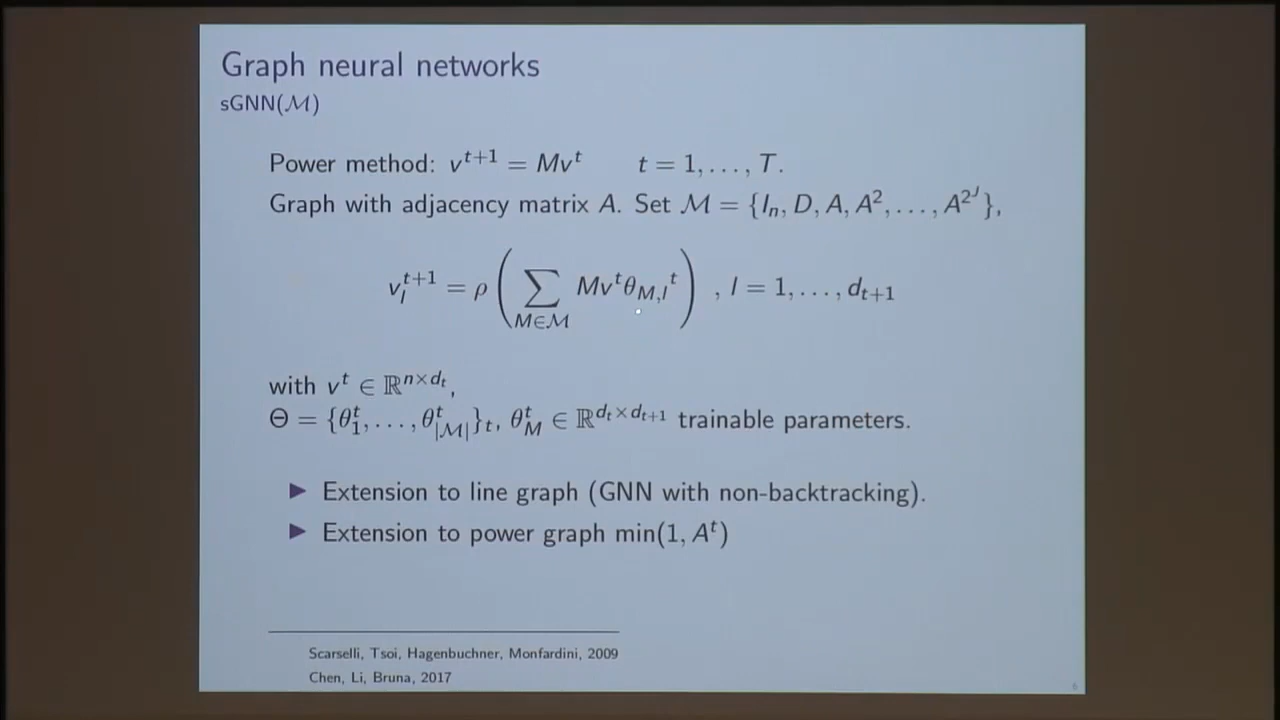 Graph neural networks
sGNN(ℳ)
Power method: v^{t+1} = Mv^t   t = 1, . . . , T.
Graph with adjacency matrix A. Set ℳ = {I_n, D, A, A^2, . . . , A^{2^J}},
v_l^{t+1} = ρ ( ∑_{M∈ℳ} Mv^t θ_{M,l}^t ) , l = 1, . . . , d_{t+1}
with v^t ∈ ℝ^{n×d_t},
Θ = {θ_1^t, . . . , θ_{|ℳ|}^t}_t, θ_M^t ∈ ℝ^{d_t×d_{t+1}} trainable parameters.
▶ Extension to line graph (GNN with non-backtracking).
▶ Extension to power graph min(1, A^t)
Scarselli, Tsoi, Hagenbuchner, Monfardini, 2009
Chen, Li, Bruna, 2017